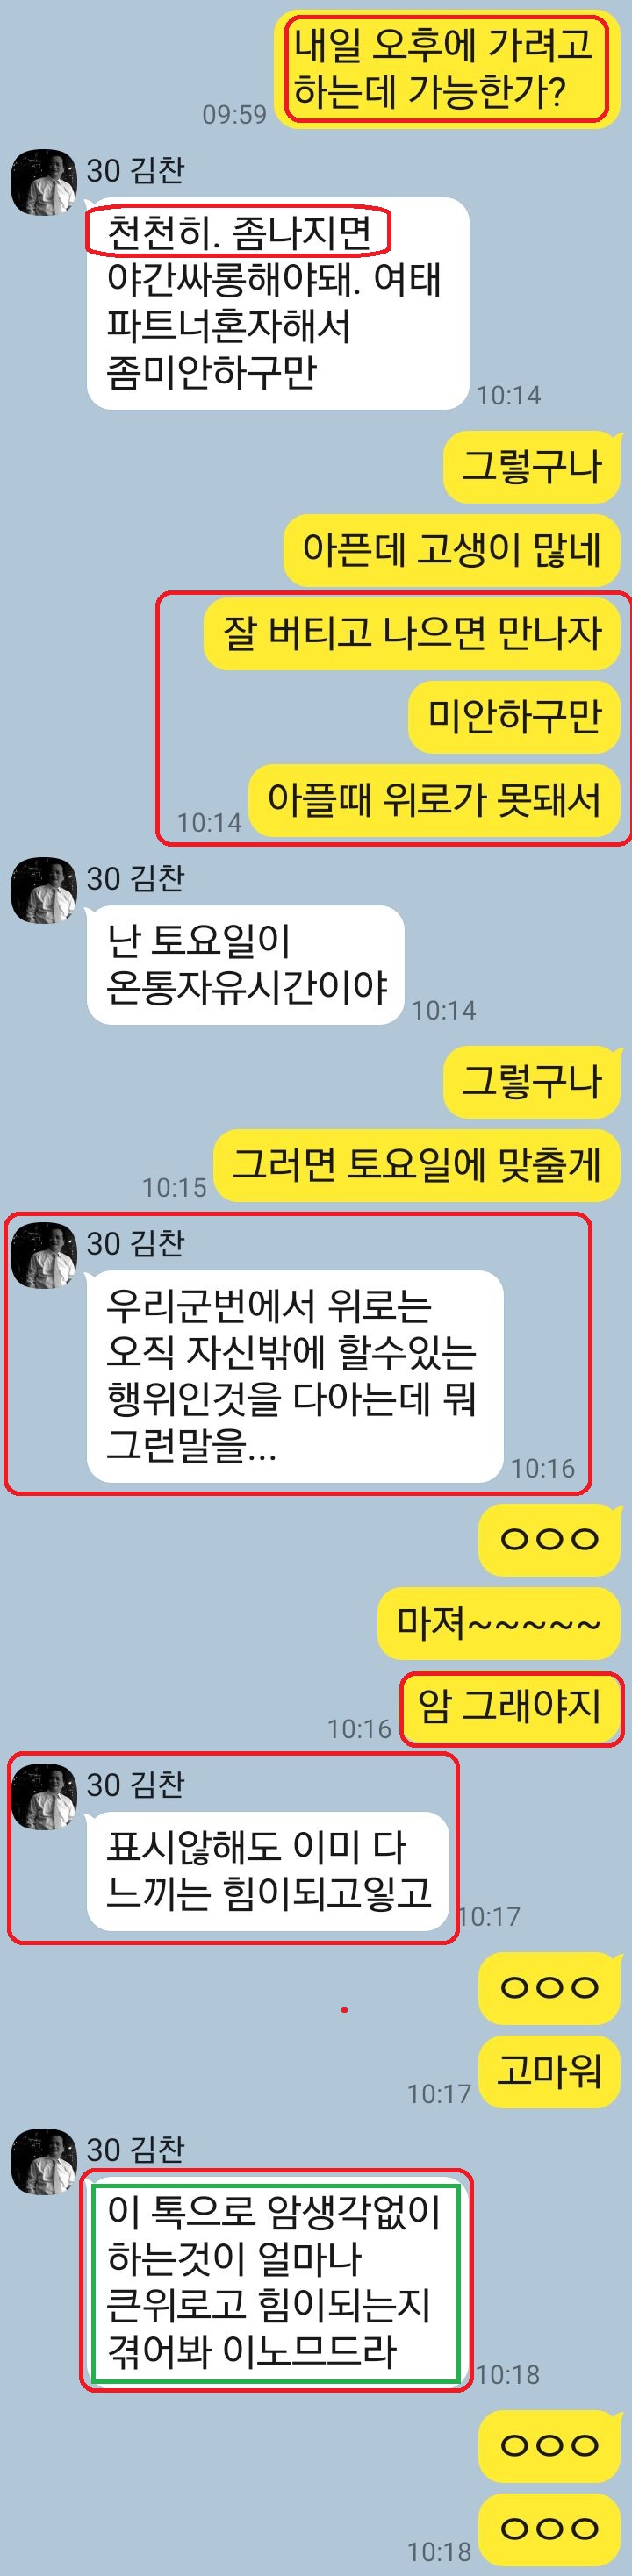 내일 오후에 가려고
하는데 가능한가?
09:59
30 김찬
천천히. 좀나지면
야간싸롱해야돼. 여태
파트너혼자해서
좀미안하구만
10:14
그렇구나
아픈데 고생이 많네
잘 버티고 나으면 만나자
미안하구만
아플때 위로가 못돼서
10:14
30 김찬
난 토요일이
온통자유시간이야
10:14
그렇구나
그러면 토요일에 맞출게
10:15
30 김찬
우리군번에서 위로는
오직 자신밖에 할수있는
행위인것을 다아는데 뭐
그런말을...
10:16
ㅇㅇㅇ
마져~~~~~
암 그래야지
10:16
30 김찬
표시않해도 이미 다
느끼는 힘이되고잏고
10:17
ㅇㅇㅇ
고마워
10:17
30 김찬
이 톡으로 암생각없이
하는것이 얼마나
큰위로고 힘이되는지
겪어봐 이노므드라
10:18
ㅇㅇㅇ
ㅇㅇㅇ
10:18